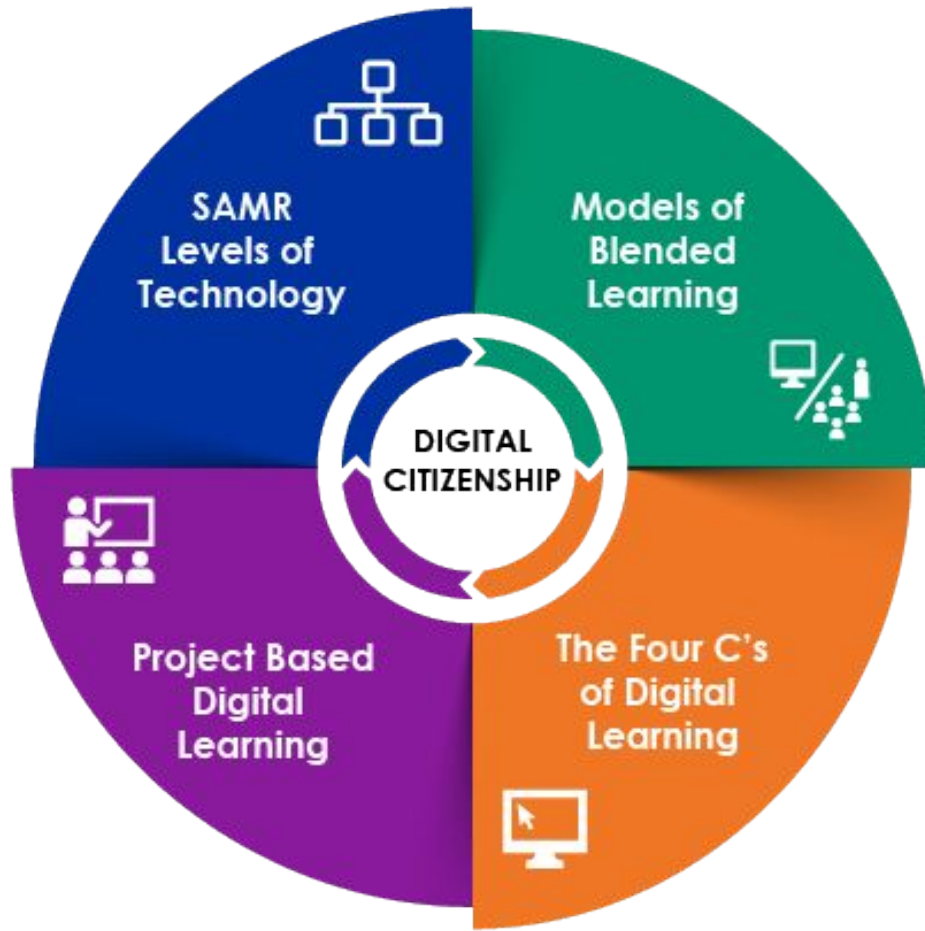 SAMR
Levels of
Technology
Models of
Blended
Learning
DIGITAL
CITIZENSHIP
Project Based
Digital
Learning
The Four C's
of Digital
Learning